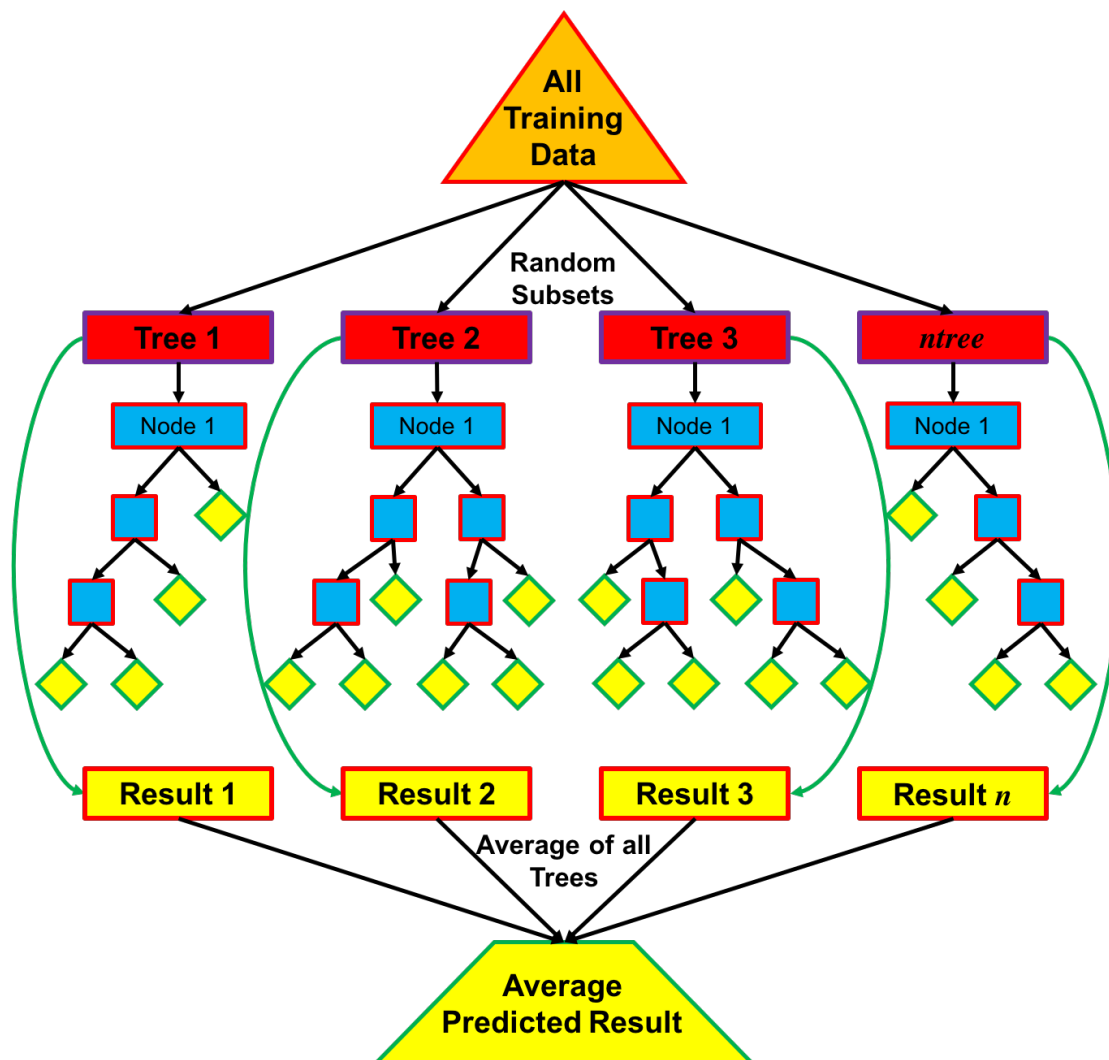 All
Training
Data
Random
Subsets
Tree 1
Tree 2
Tree 3
ntree
Node 1
Node 1
Node 1
Node 1
Result 1
Result 2
Result 3
Result n
Average of all
Trees
Average
Predicted Result